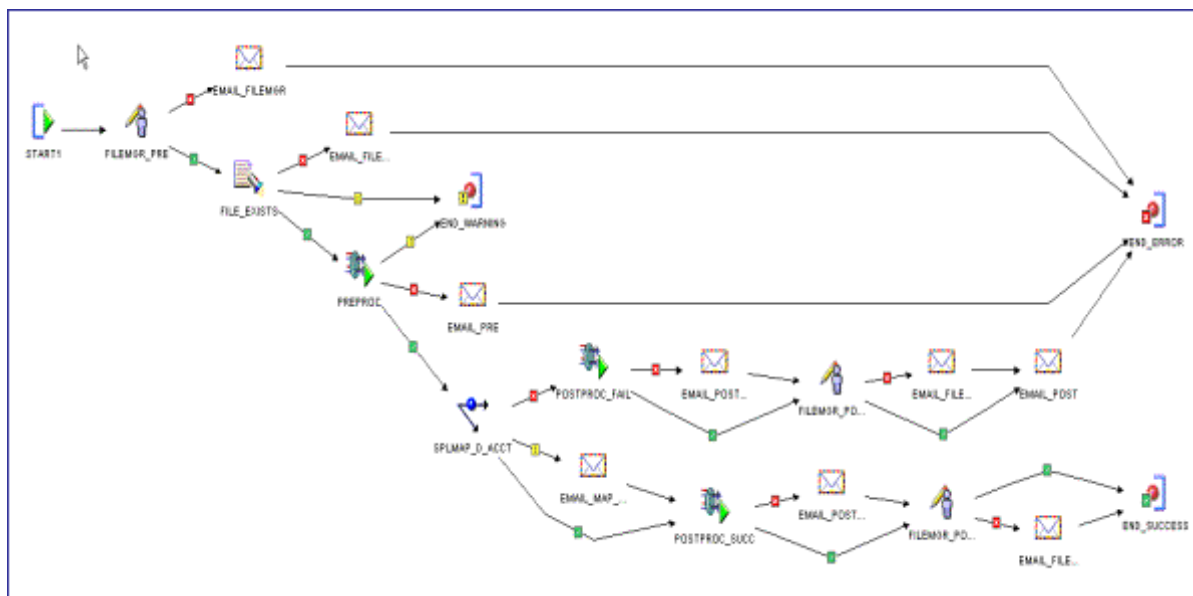 EMAIL_FILEMGR
START1
FILEMGR_PRE
EMAIL_FILE...
FILE_EXISTS
END_WARNING
END_ERROR
PREPROC
EMAIL_PRE
POSTPROC_FAIL
EMAIL_POST...
FILEMGR_PO...
EMAIL_FILE...
EMAIL_POST
SPLMAP_D_ACCT
EMAIL_MAP_...
EMAIL_POST...
POSTPROC_SUCC
FILEMGR_PO...
EMAIL_FILE...
END_SUCCESS